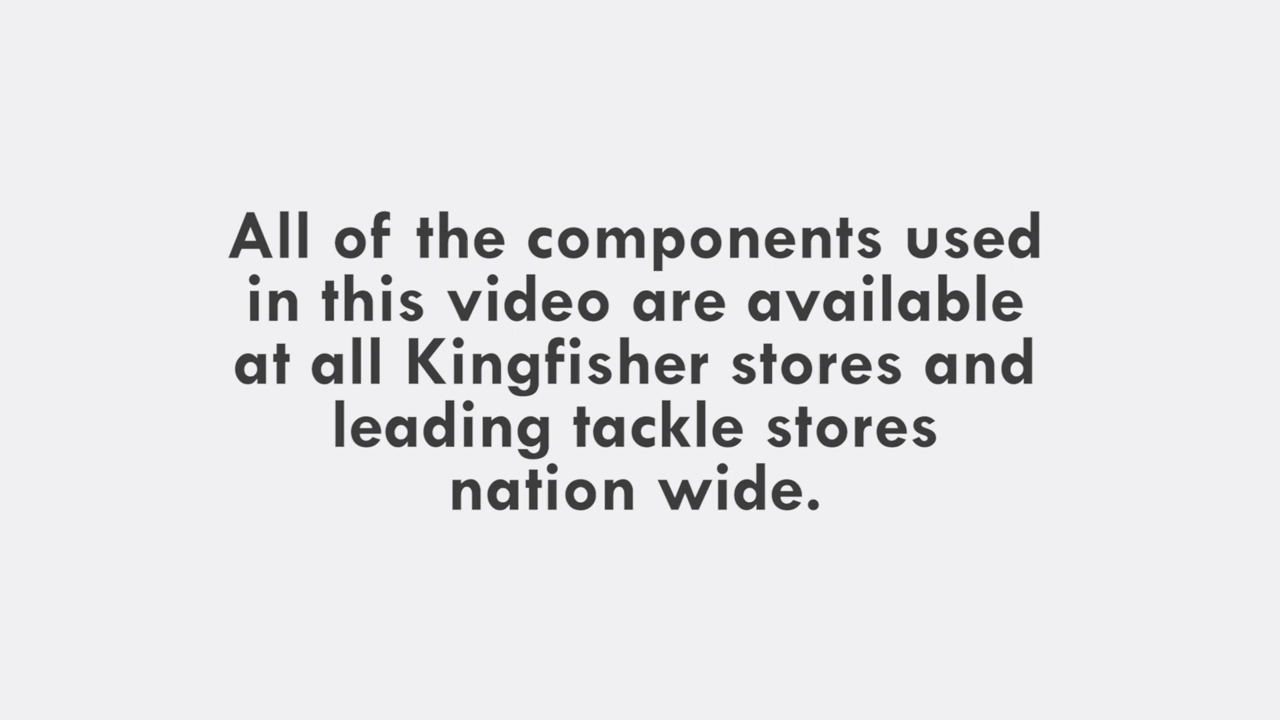 All of the components used
in this video are available
at all Kingfisher stores and
leading tackle stores
nation wide.